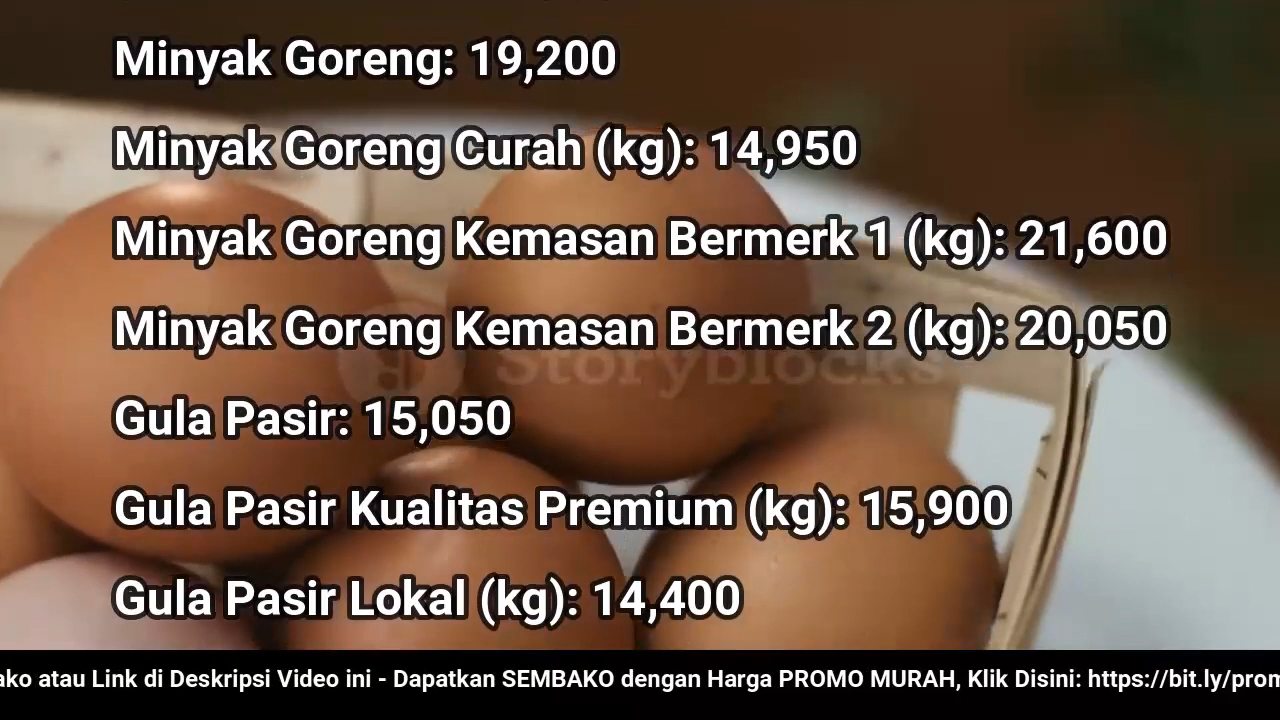 Minyak Goreng: 19,200
Minyak Goreng Curah (kg): 14,950
Minyak Goreng Kemasan Bermerk 1 (kg): 21,600
Minyak Goreng Kemasan Bermerk 2 (kg): 20,050
Storyblocks
Gula Pasir: 15,050
Gula Pasir Kualitas Premium (kg): 15,900
Gula Pasir Lokal (kg): 14,400
ako atau Link di Deskripsi Video ini - Dapatkan SEMBAKO dengan Harga PROMO MURAH, Klik Disini: https://bit.ly/prom